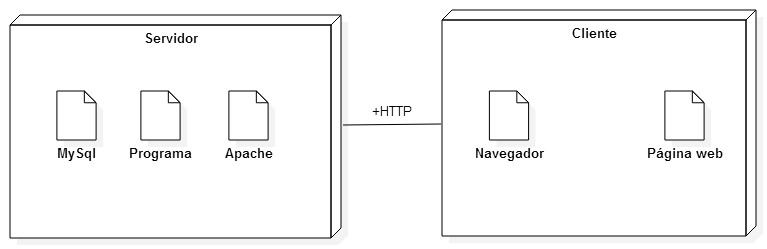 Servidor
MySql
Programa
Apache
+HTTP
Cliente
Navegador
Página web